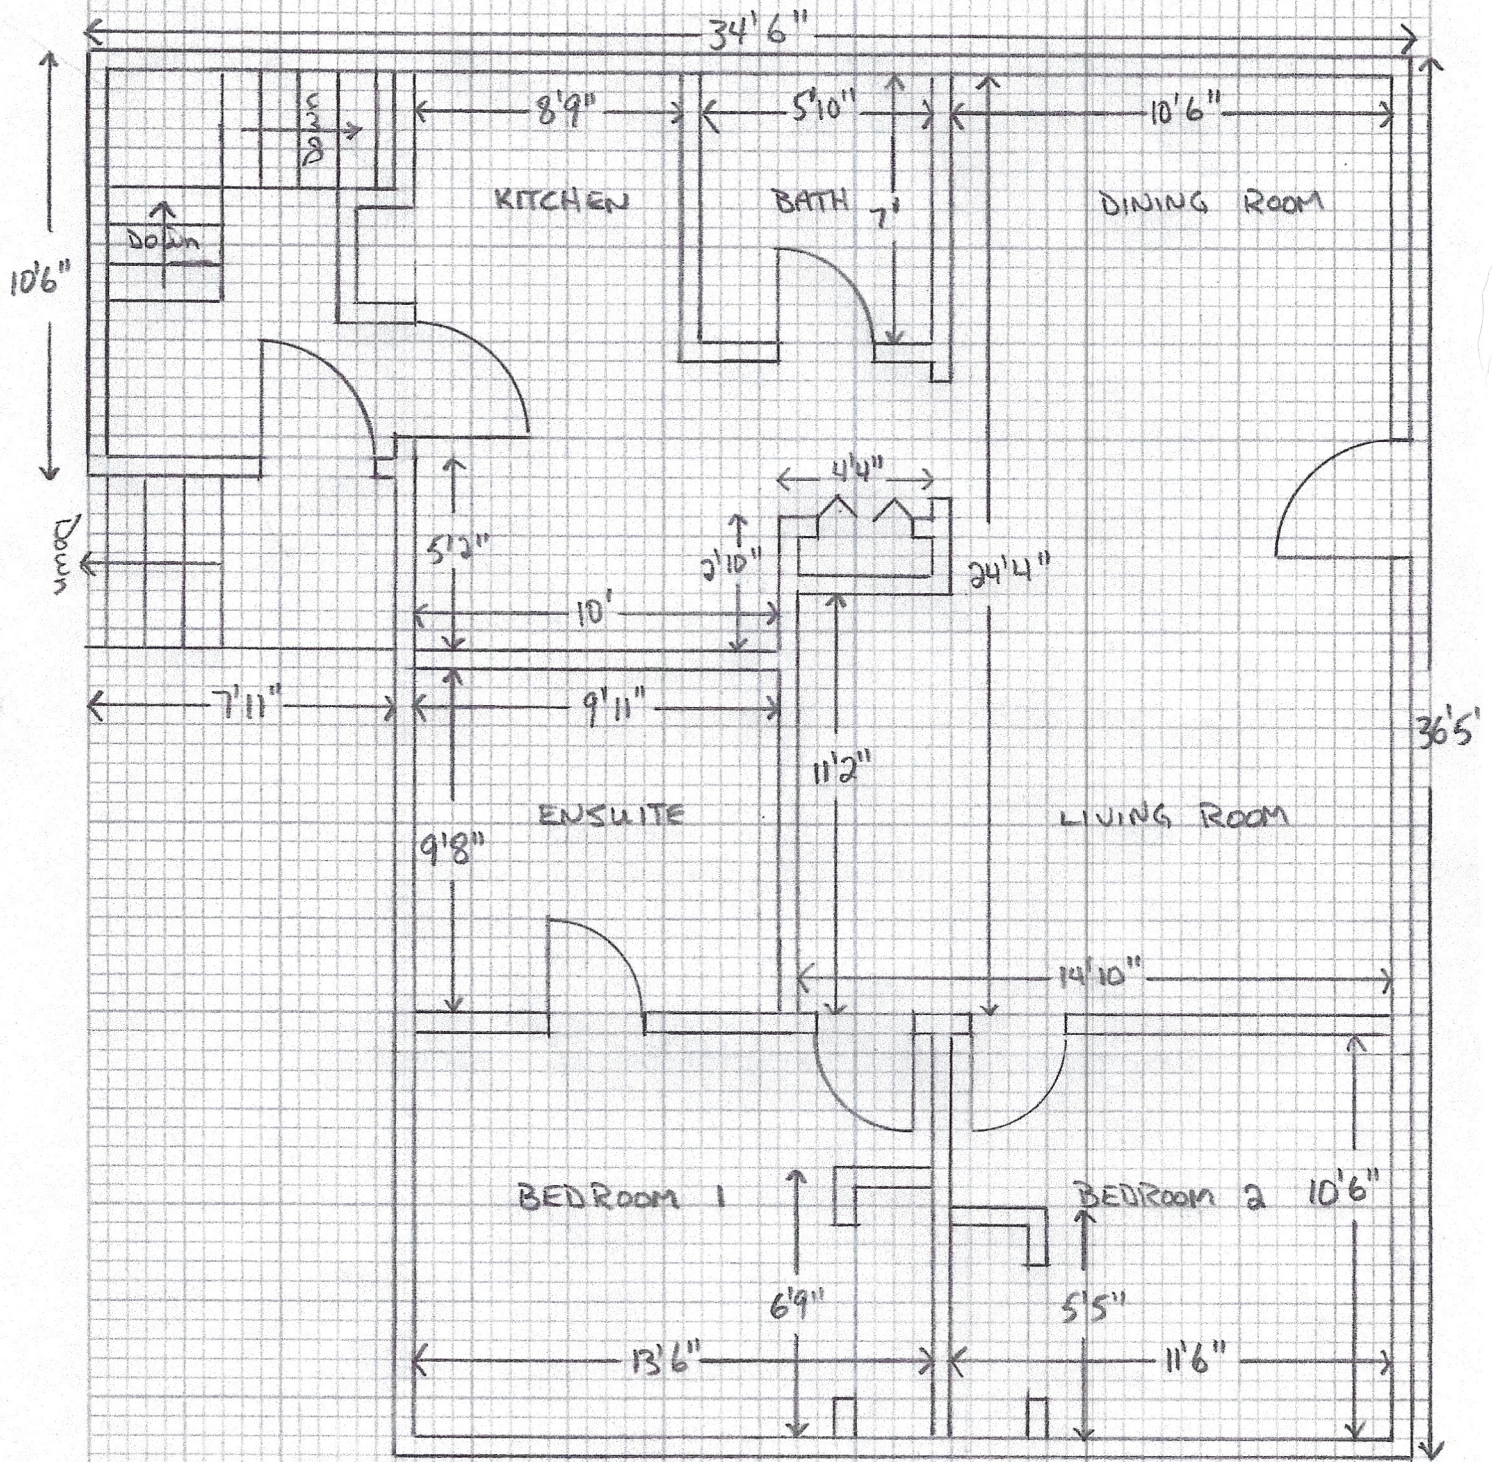 34'6"
8'9"
5'10"
10'6"
KITCHEN
BATH
7'
DINING ROOM
Down
10'6"
4'4"
5'2"
2'10"
24'4"
Down
10'
7'11"
9'11"
36'5'
11'2"
ENSUITE
LIVING ROOM
9'8"
14'10"
BEDROOM 1
BEDROOM 2
10'6"
6'9"
5'5"
13'6"
11'6"